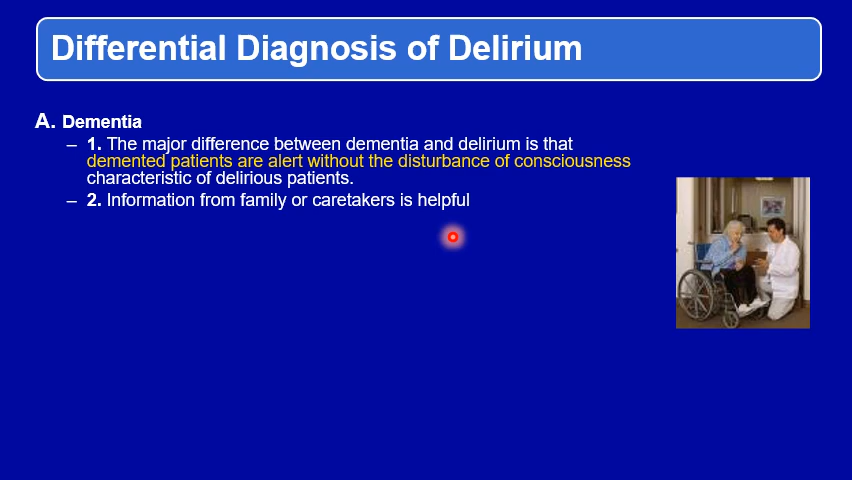 Differential Diagnosis of Delirium
A. Dementia
– 1. The major difference between dementia and delirium is that
demented patients are alert without the disturbance of consciousness
characteristic of delirious patients.
– 2. Information from family or caretakers is helpful